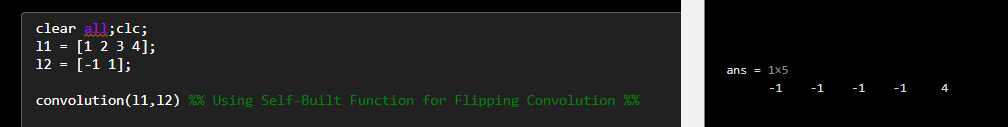 clear all;clc;
l1 = [1 2 3 4];
l2 = [-1 1];
convolution(l1,l2) %% Using Self-Built Function for Flipping Convolution %%
ans = 1×5
-1 -1 -1 -1 4